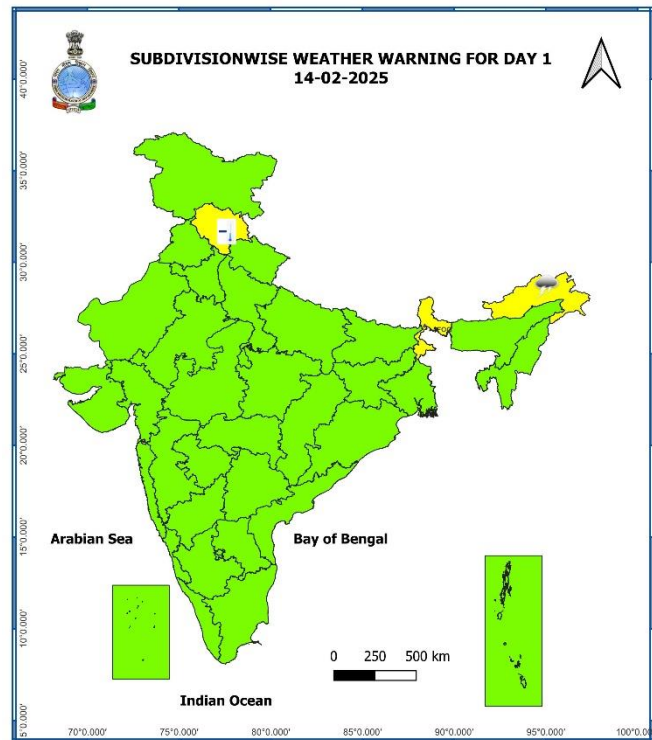 SUBDIVISIONWISE WEATHER WARNING FOR DAY 1
14-02-2025
40°0.000'
35°0.000'
30°0.000'
25°0.000'
20°0.000'
15°0.000'
10°0.000'
5°0.000'
Arabian Sea
Bay of Bengal
0 250 500 km
Indian Ocean
70°0.000' 75°0.000' 80°0.000' 85°0.000' 90°0.000' 95°0.000' 100°0.000'